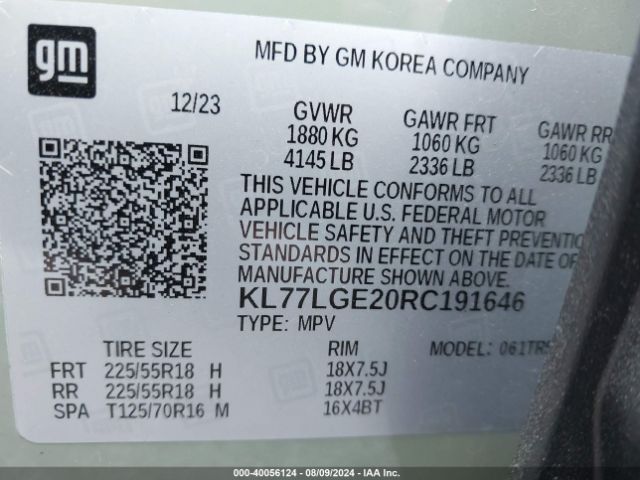 gm
MFD BY GM KOREA COMPANY
12/23
GVWR GAWR FRT GAWR RR
1880 KG 1060 KG 1060 KG
4145 LB 2336 LB 2336 LB
THIS VEHICLE CONFORMS TO ALL
APPLICABLE U.S. FEDERAL MOTOR
VEHICLE SAFETY AND THEFT PREVENTIO
STANDARDS IN EFFECT ON THE DATE OF
MANUFACTURE SHOWN ABOVE.
KL77LGE20RC191646
TYPE: MPV MODEL:
TIRE SIZE RIM
FRT 225/55R18 H 18X7.5J
RR 225/55R18 H 18X7.5J
SPA T125/70R16 M 16X4BT
000-40056124 - 08/09/2024 - IAA Inc.